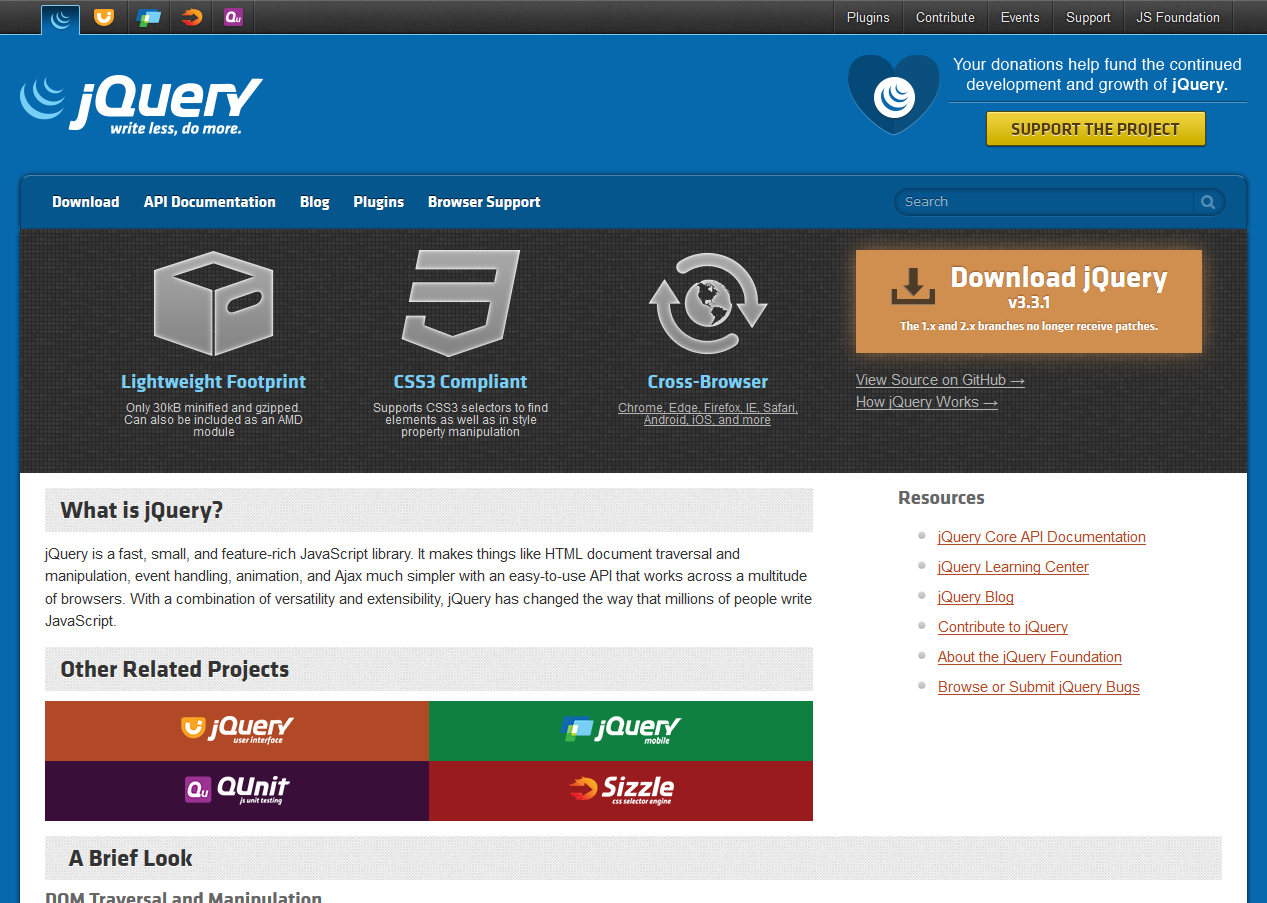 Qu
Plugins
Contribute
Events
Support
JS Foundation
jQuery
write less, do more.
Your donations help fund the continued
development and growth of jQuery.
SUPPORT THE PROJECT
Download
API Documentation
Blog
Plugins
Browser Support
Search
Lightweight Footprint
Only 30kB minified and gzipped.
Can also be included as an AMD
module
CSS3 Compliant
Supports CSS3 selectors to find
elements as well as in style
property manipulation
Cross-Browser
Chrome, Edge, Firefox, IE, Safari,
Android, iOS, and more
Download jQuery
v3.3.1
The 1.x and 2.x branches no longer receive patches.
View Source on GitHub →
How jQuery Works →
What is jQuery?
jQuery is a fast, small, and feature-rich JavaScript library. It makes things like HTML document traversal and
manipulation, event handling, animation, and Ajax much simpler with an easy-to-use API that works across a multitude
of browsers. With a combination of versatility and extensibility, jQuery has changed the way that millions of people write
JavaScript.
Other Related Projects
jQuery
user interface
jQuery
mobile
Qu QUnit
js unit testing
Sizzle
css selector engine
Resources
jQuery Core API Documentation
jQuery Learning Center
jQuery Blog
Contribute to jQuery
About the jQuery Foundation
Browse or Submit jQuery Bugs
A Brief Look
DOM Traversal and Manipulation